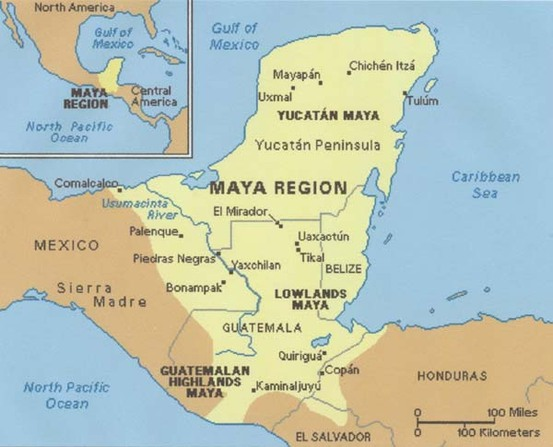 North America
Gulf of
Mexico
MAYA
REGION
Central
America
North Pacific
Ocean
Gulf of
Mexico
Mayapán
Chichén Itzá
Uxmal
Tulúm
YUCATÁN MAYA
Yucatán Peninsula
Caribbean
Sea
Comalcalco
MAYA REGION
Usumacinta
River
El Mirador
Palenque
Uaxactún
Tikal
MEXICO
Piedras Negras
Yaxchilan
BELIZE
Sierra
Madre
Bonampak
LOWLANDS
MAYA
GUATEMALA
Quiriguá
Copán
GUATEMALAN
HIGHLANDS
MAYA
Kaminaljuyú
HONDURAS
North Pacific
Ocean
EL SALVADOR
0 100 Miles
0 100 Kilometers